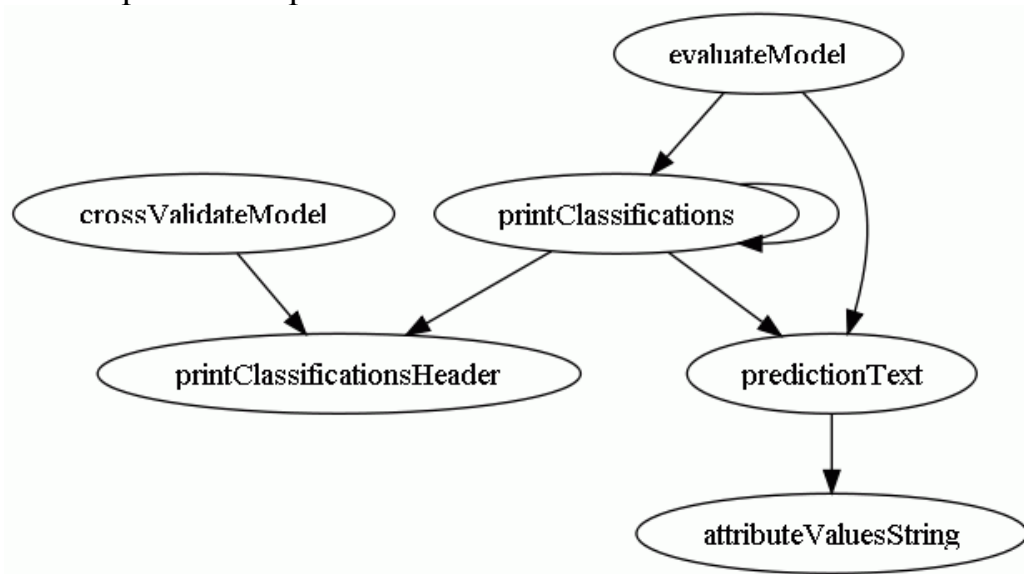 evaluateModel
crossValidateModel
printClassifications
printClassificationsHeader
predictionText
attributeValuesString